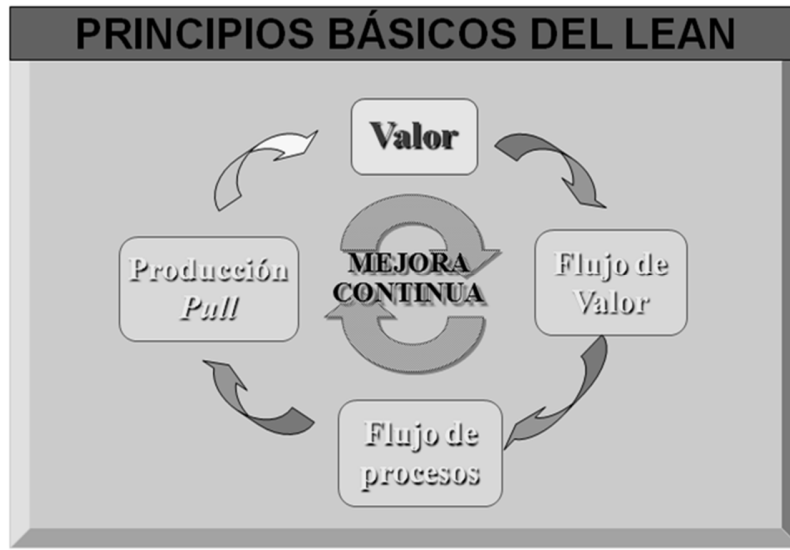 PRINCIPIOS BÁSICOS DEL LEAN
Valor
Flujo de
Valor
Flujo de
procesos
Producción
Pull
MEJORA
CONTINUA